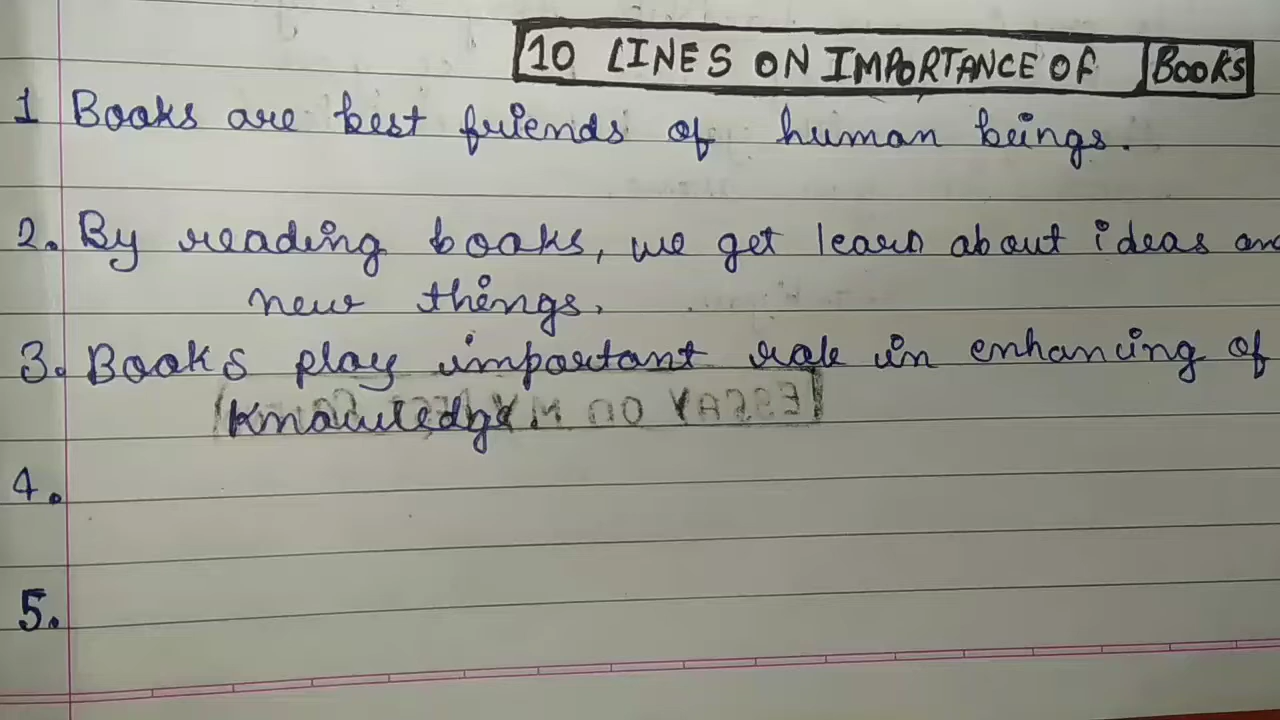 10 LINES ON IMPORTANCE OF BOOKS
1 Books are best friends of human beings.
2. By reading books, we get learn about ideas and
new things.
3. Books play important role in enhancing of
knowledge.
4.
5.